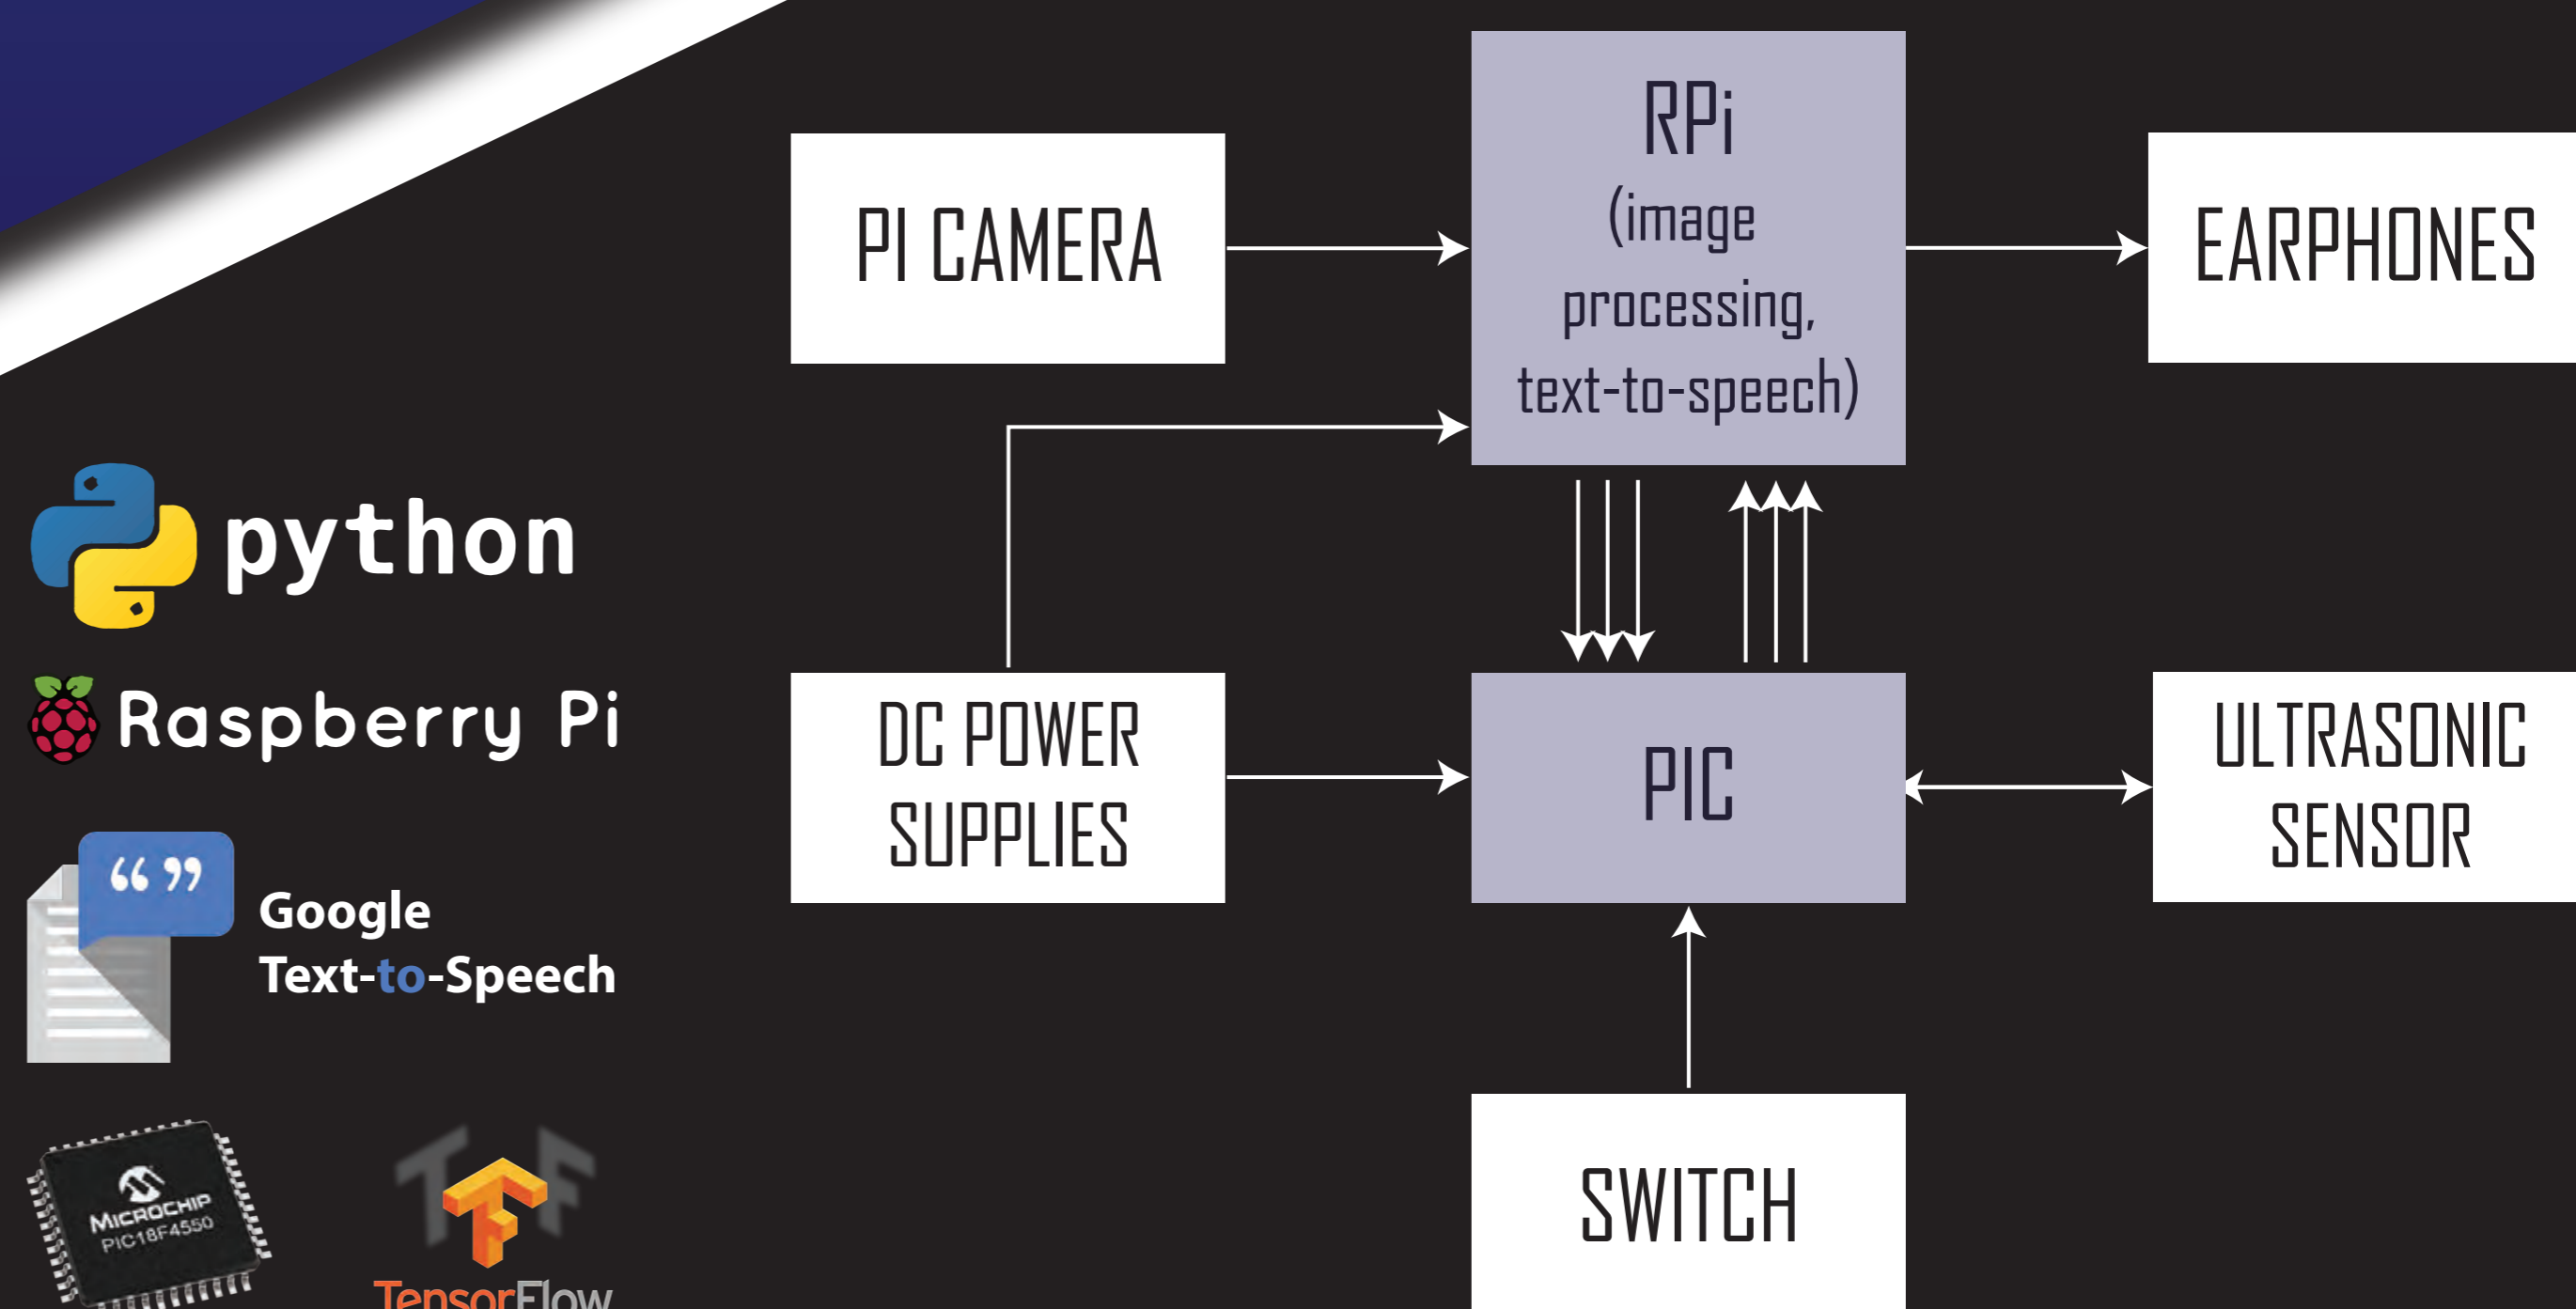 RPi
(image
processing,
text-to-speech)
PI CAMERA
EARPHONES
python
Raspberry Pi
DC POWER
SUPPLIES
PIC
ULTRASONIC
SENSOR
“ ”
Google
Text-to-Speech
MICROCHIP
PIC18F4550
TF
TensorFlow
SWITCH